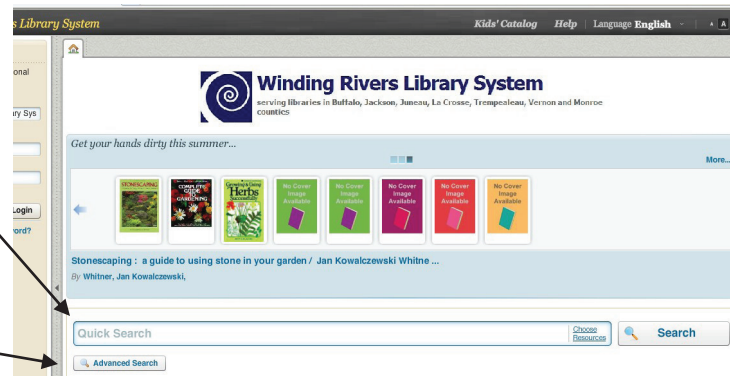 s Library System
Kids' Catalog Help Language English A A
onal
ry Sys
Login
ord?
Winding Rivers Library System
serving libraries in Buffalo, Jackson, Juneau, La Crosse, Trempealeau, Vernon and Monroe
counties
Get your hands dirty this summer...
More...
STONESCAPING
COMPLETE
GUIDE
TO
GARDENING
Growing & Using
Herbs
Successfully
No Cover
Image
Available
No Cover
Image
Available
No Cover
Image
Available
No Cover
Image
Available
No Cover
Image
Available
Stonescaping : a guide to using stone in your garden / Jan Kowalczewski Whitne ...
By Whitner, Jan Kowalczewski,
Quick Search
Choose
Resources
Search
Advanced Search